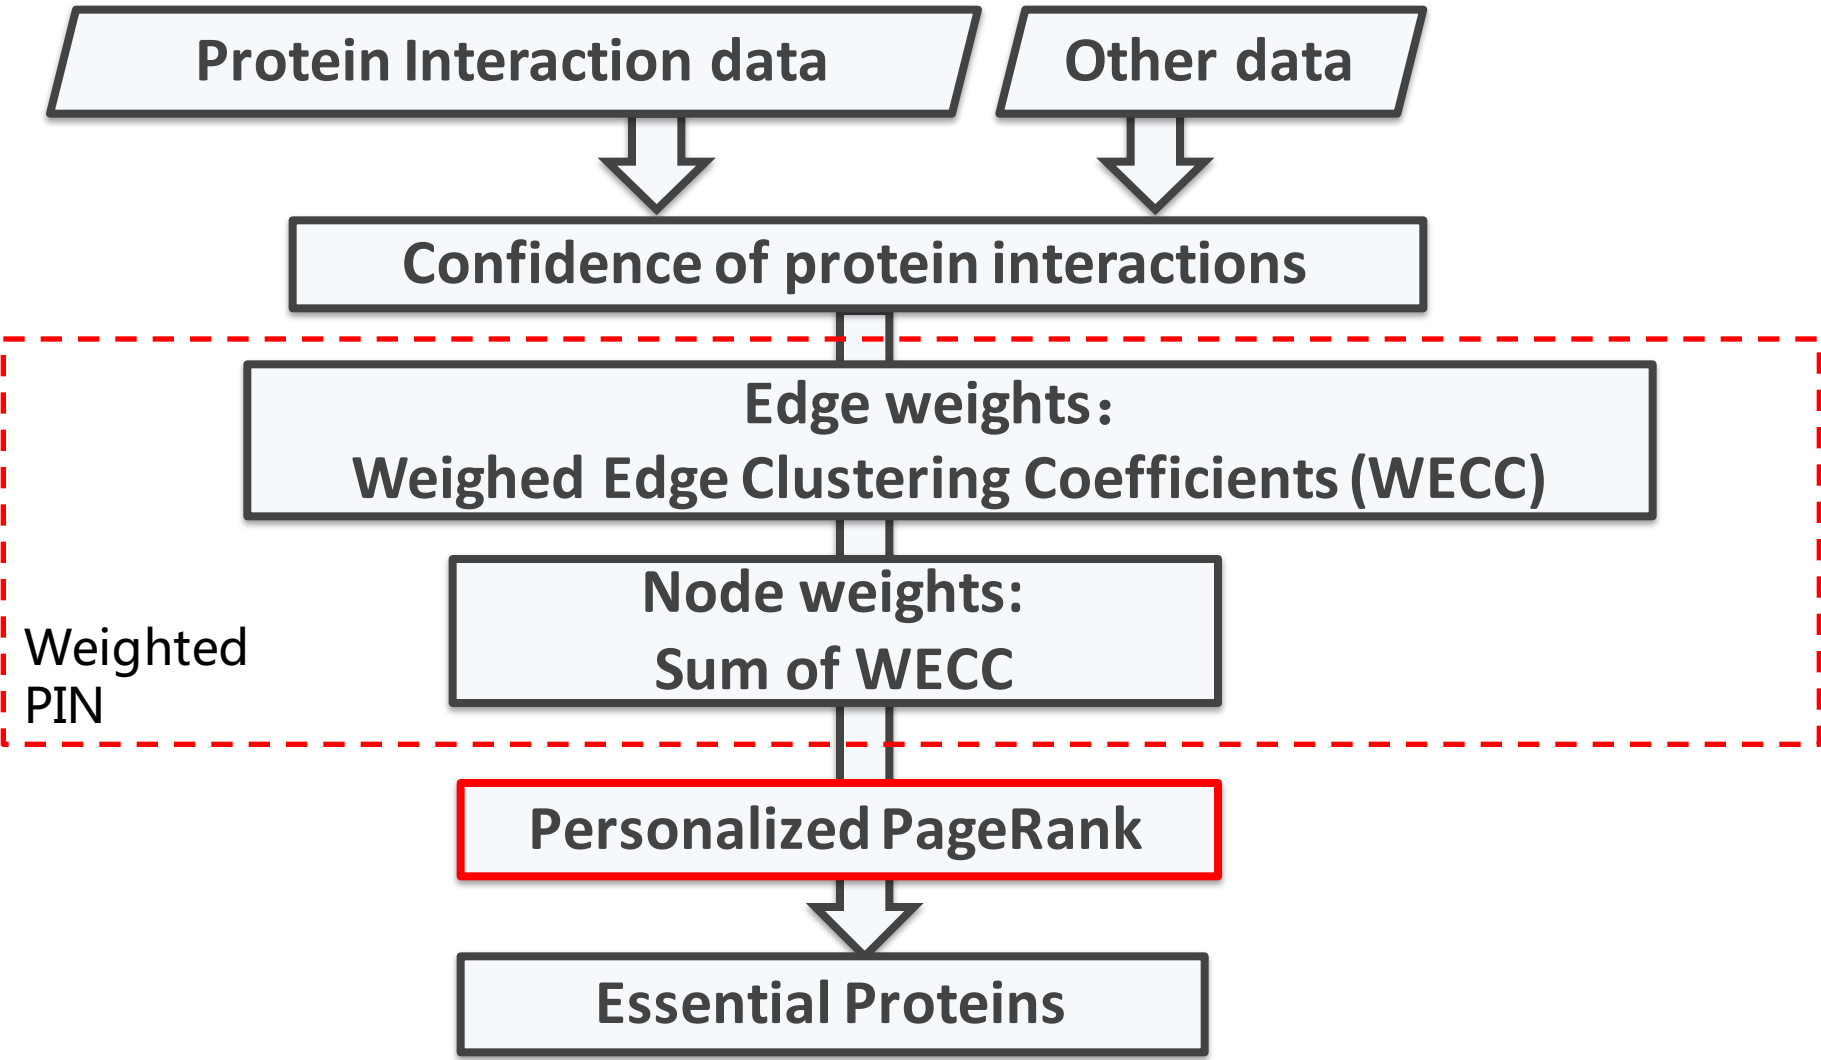 Protein Interaction data
Other data
Confidence of protein interactions
Edge weights：
Weighed Edge Clustering Coefficients (WECC)
Node weights:
Sum of WECC
Weighted
PIN
Personalized PageRank
Essential Proteins